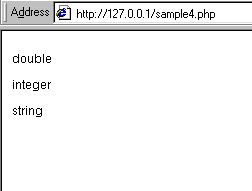 Address http://127.0.0.1/sample4.php
double
integer
string